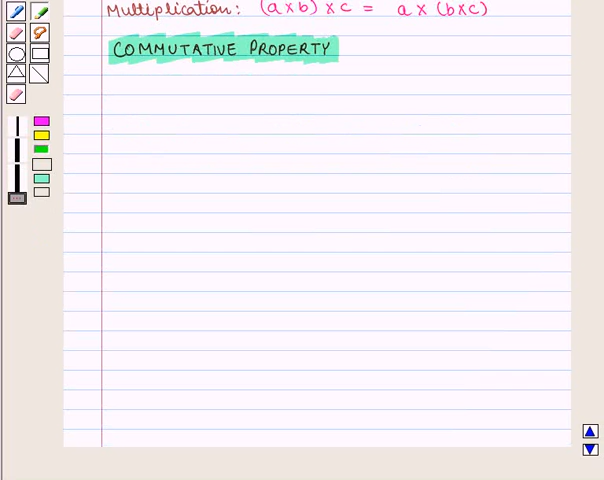 Multiplication: (a×b) × c = a × (b×c)
COMMUTATIVE PROPERTY